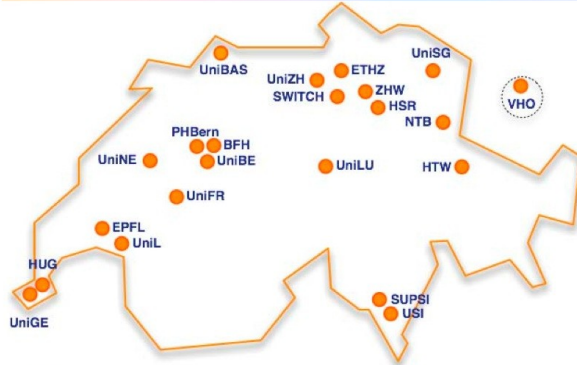 UniBAS
ETHZ
UniSG
UniZH
SWITCH
ZHW
HSR
VHO
NTB
PHBern
BFH
UniNE
UniBE
UniLU
HTW
UniFR
EPFL
UniL
HUG
UniGE
SUPSI
USI